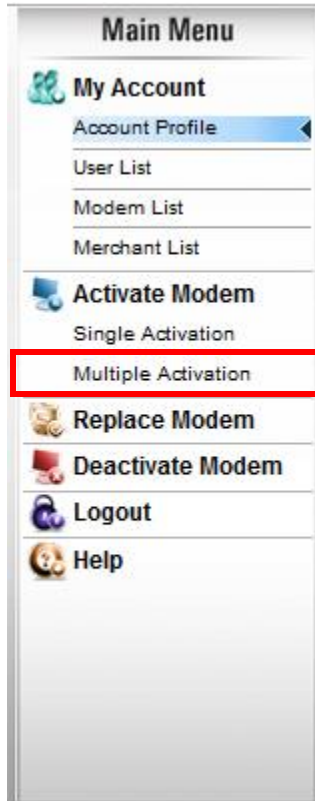 Main Menu
My Account
Account Profile
User List
Modem List
Merchant List
Activate Modem
Single Activation
Multiple Activation
Replace Modem
Deactivate Modem
Logout
Help